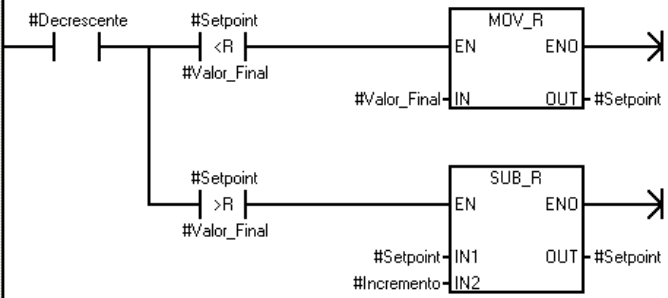 #Decrescente #Setpoint MOV_R
<R EN ENO
#Valor_Final
#Valor_Final IN OUT #Setpoint
#Setpoint SUB_R
>R EN ENO
#Valor_Final
#Setpoint IN1 OUT #Setpoint
#Incremento IN2